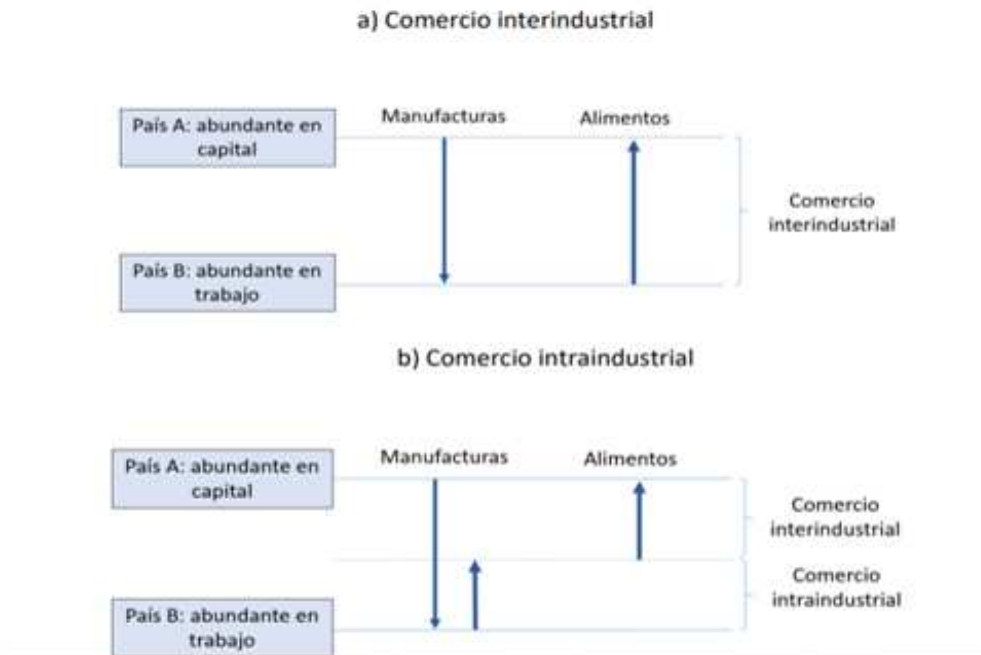 a) Comercio interindustrial
Manufacturas
Alimentos
País A: abundante en
capital
Comercio
interindustrial
País B: abundante en
trabajo
b) Comercio intraindustrial
Manufacturas
Alimentos
País A: abundante en
capital
Comercio
interindustrial
Comercio
intraindustrial
País B: abundante en
trabajo